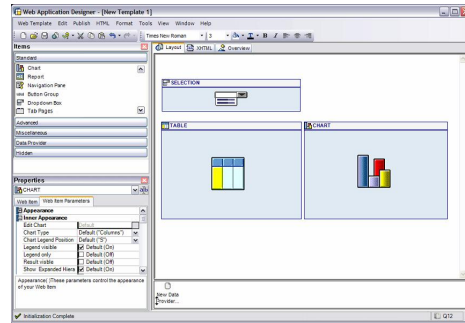 Web Application Designer - [New Template 1]
Web Template Edit Publish HTML Format Tools View Window Help
Times New Roman 3 B I
Items
Standard
Chart
Report
Navigation Pane
Button Group
Dropdown Box
Tab Pages
Advanced
Miscellaneous
Data Provider
Hidden
Properties
CHART
Web Item Web Item Parameters
Appearance
Inner Appearance
Edit Chart Default
Chart Type Default ("Columns")
Chart Legend Position Default ("S")
Legend visible Default (On)
Legend only Default (Off)
Result visible Default (Off)
Show Expanded Hiera Default (On)
Appearance( )These parameters control the appearance
of your Web Item
Layout XHTML Overview
SELECTION
TABLE
CHART
New Data
Provider...
Initialization Complete
Q12